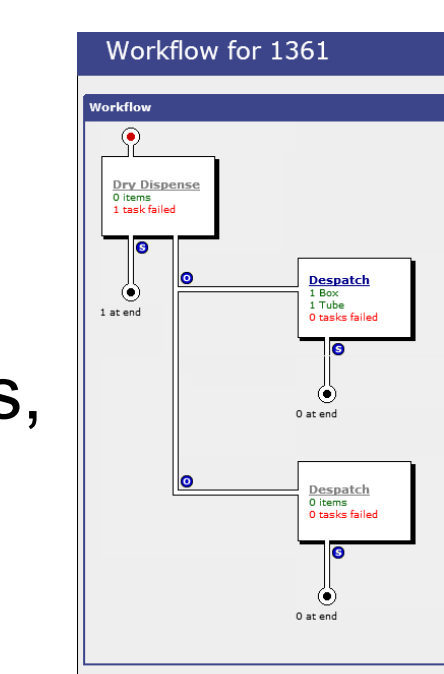 Workflow for 1361
Workflow
Dry Dispense
0 items
1 task failed
S
O
1 at end
Despatch
1 Box
1 Tube
0 tasks failed
S
0 at end
s,
O
Despatch
0 items
0 tasks failed
S
0 at end